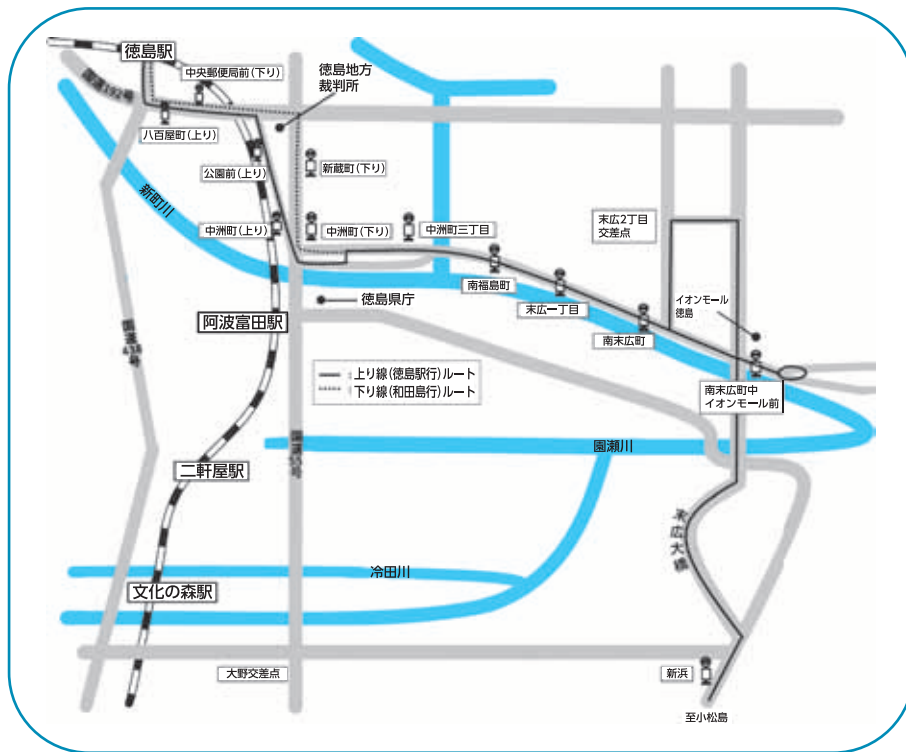 徳島駅
中央郵便局前(下り)
徳島地方
裁判所
国道192号
八百屋町(上り)
公園前(上り)
新蔵町(下り)
新町川
中洲町(上り)
中洲町(下り)
中洲町三丁目
末広2丁目
交差点
南福島町
徳島県庁
末広一丁目
イオンモール
徳島
阿波富田駅
南末広町
国道438号
：上り線(徳島駅行)ルート
：下り線(和田島行)ルート
南末広町中
イオンモール前
園瀬川
二軒屋駅
国道55号
末広大橋
冷田川
文化の森駅
大野交差点
新浜
至小松島